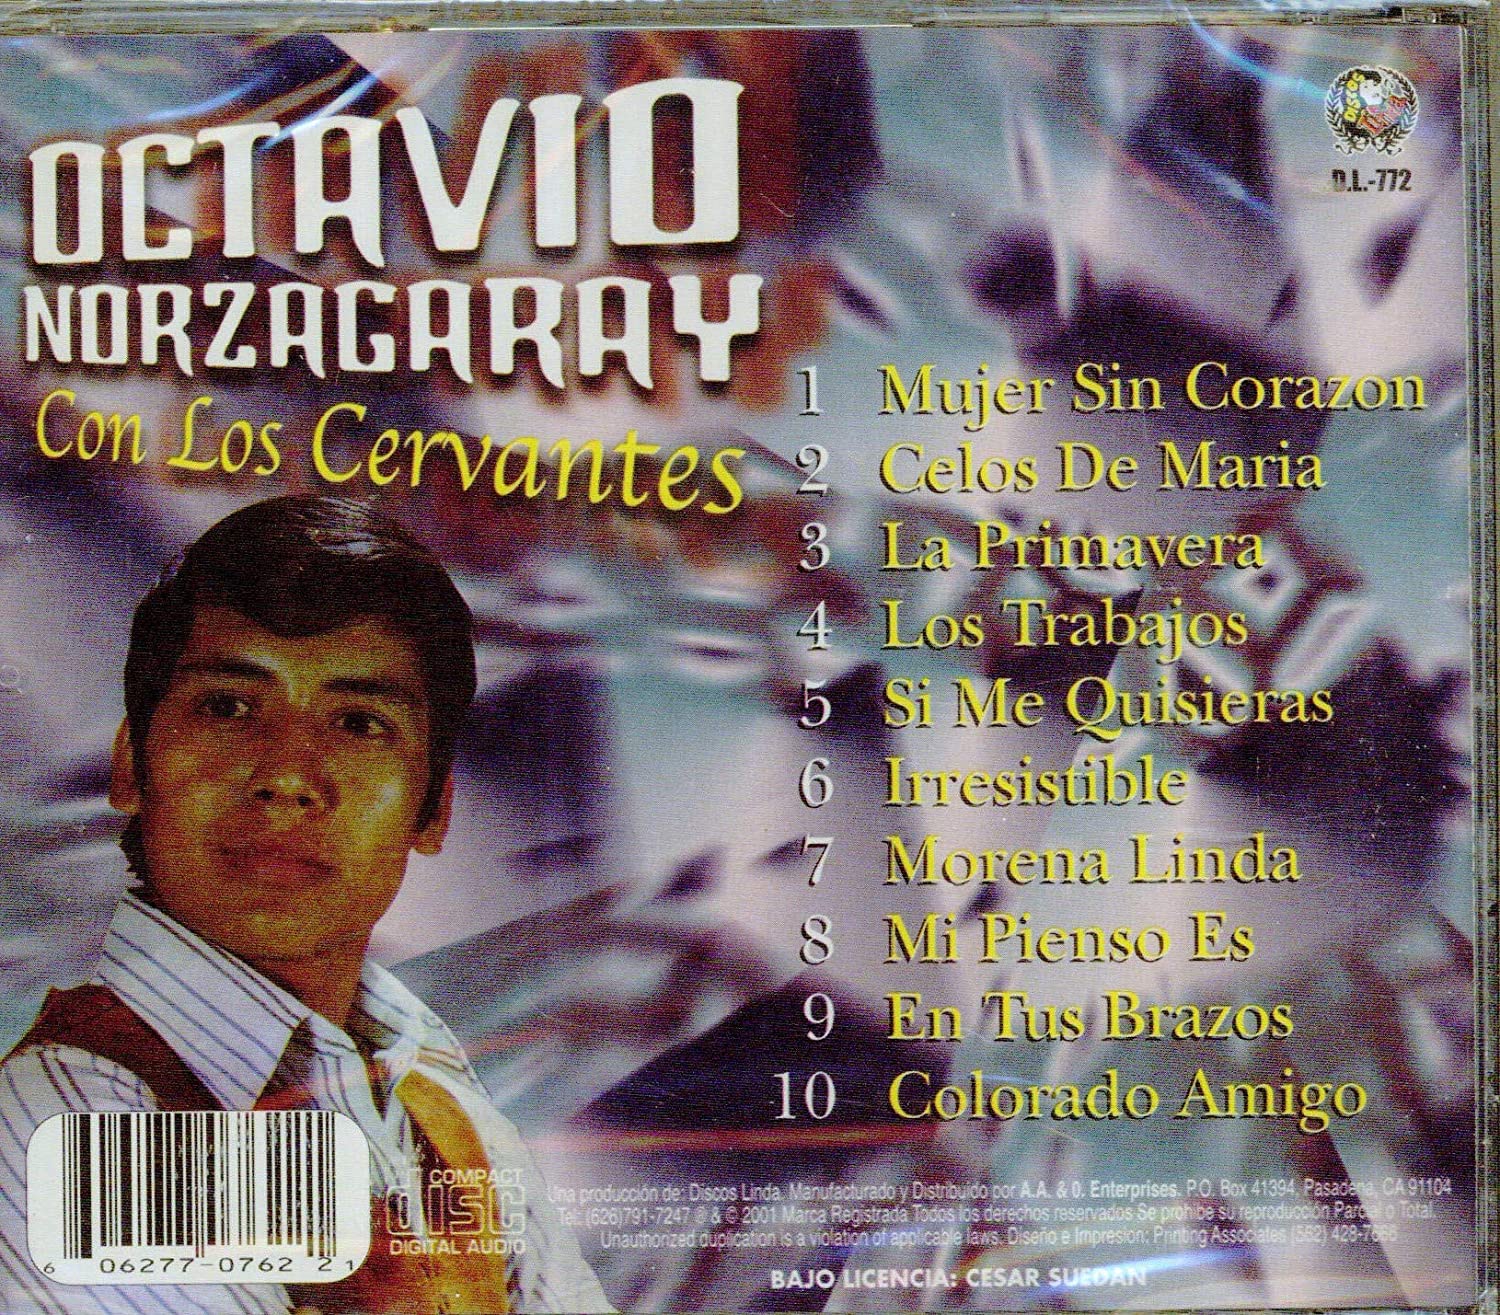 OCTAVIO
NORZAGARAY
Con Los Cervantes
DISCOS
D.L.-772
1 Mujer Sin Corazon
2 Celos De Maria
3 La Primavera
4 Los Trabajos
5 Si Me Quisieras
6 Irresistible
7 Morena Linda
8 Mi Pienso Es
9 En Tus Brazos
10 Colorado Amigo
6 06277-0762 2 1
COMPACT
disc
DIGITAL AUDIO
Una producción de: Discos Linda. Manufacturado y Distribuido por A.A. & O. Enterprises. P.O. Box 41394, Pasadena, CA 91104
Tel. (626)791-7247 ® & © 2001 Marca Registrada Todos los derechos reservados Se prohibe su reproducción Parcial o Total.
Unauthorized duplication is a violation of applicable laws. Diseño e Impresion: Printing Associates
BAJO LICENCIA: CESAR SUEDAN